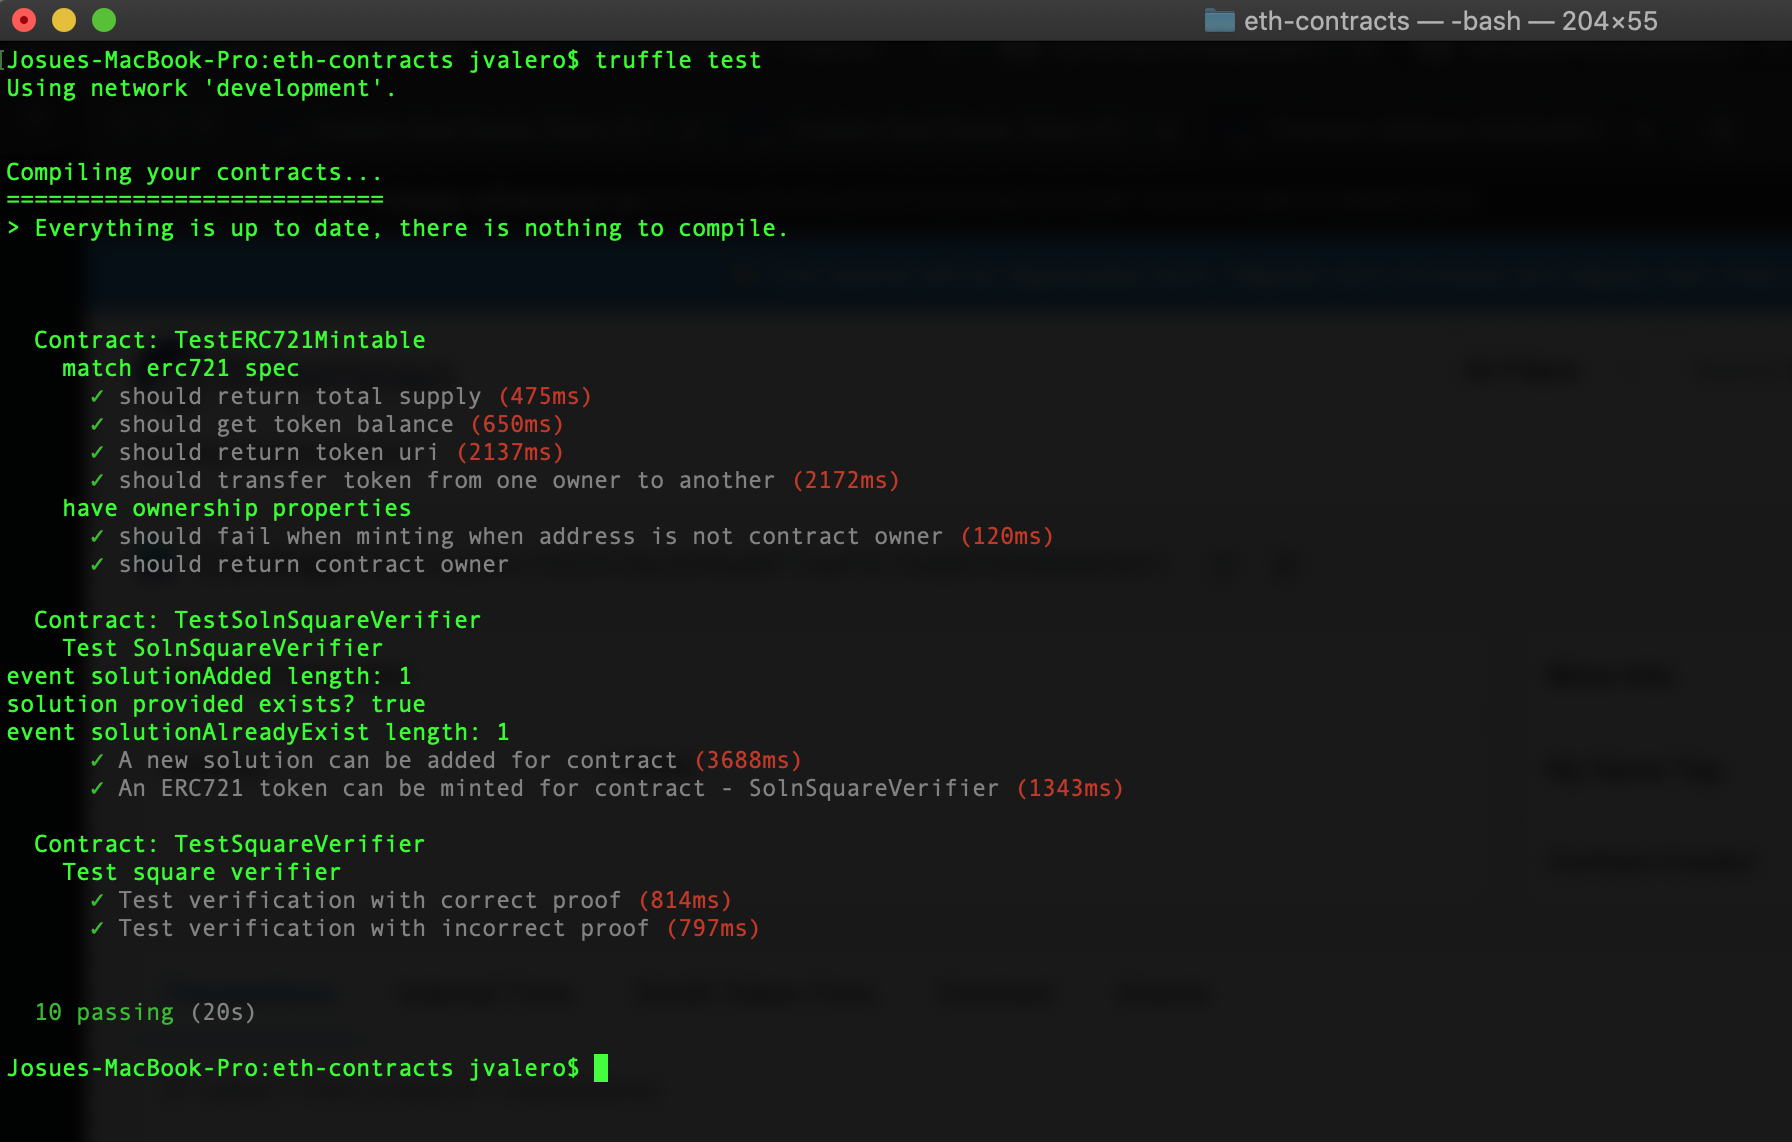 eth-contracts — -bash — 204×55
Josues-MacBook-Pro:eth-contracts jvalero$ truffle test
Using network 'development'.
Compiling your contracts...
===========================
> Everything is up to date, there is nothing to compile.
Contract: TestERC721Mintable
match erc721 spec
✓ should return total supply (475ms)
✓ should get token balance (650ms)
✓ should return token uri (2137ms)
✓ should transfer token from one owner to another (2172ms)
have ownership properties
✓ should fail when minting when address is not contract owner (120ms)
✓ should return contract owner
Contract: TestSolnSquareVerifier
Test SolnSquareVerifier
event solutionAdded length: 1
solution provided exists? true
event solutionAlreadyExist length: 1
✓ A new solution can be added for contract (3688ms)
✓ An ERC721 token can be minted for contract - SolnSquareVerifier (1343ms)
Contract: TestSquareVerifier
Test square verifier
✓ Test verification with correct proof (814ms)
✓ Test verification with incorrect proof (797ms)
10 passing (20s)
Josues-MacBook-Pro:eth-contracts jvalero$